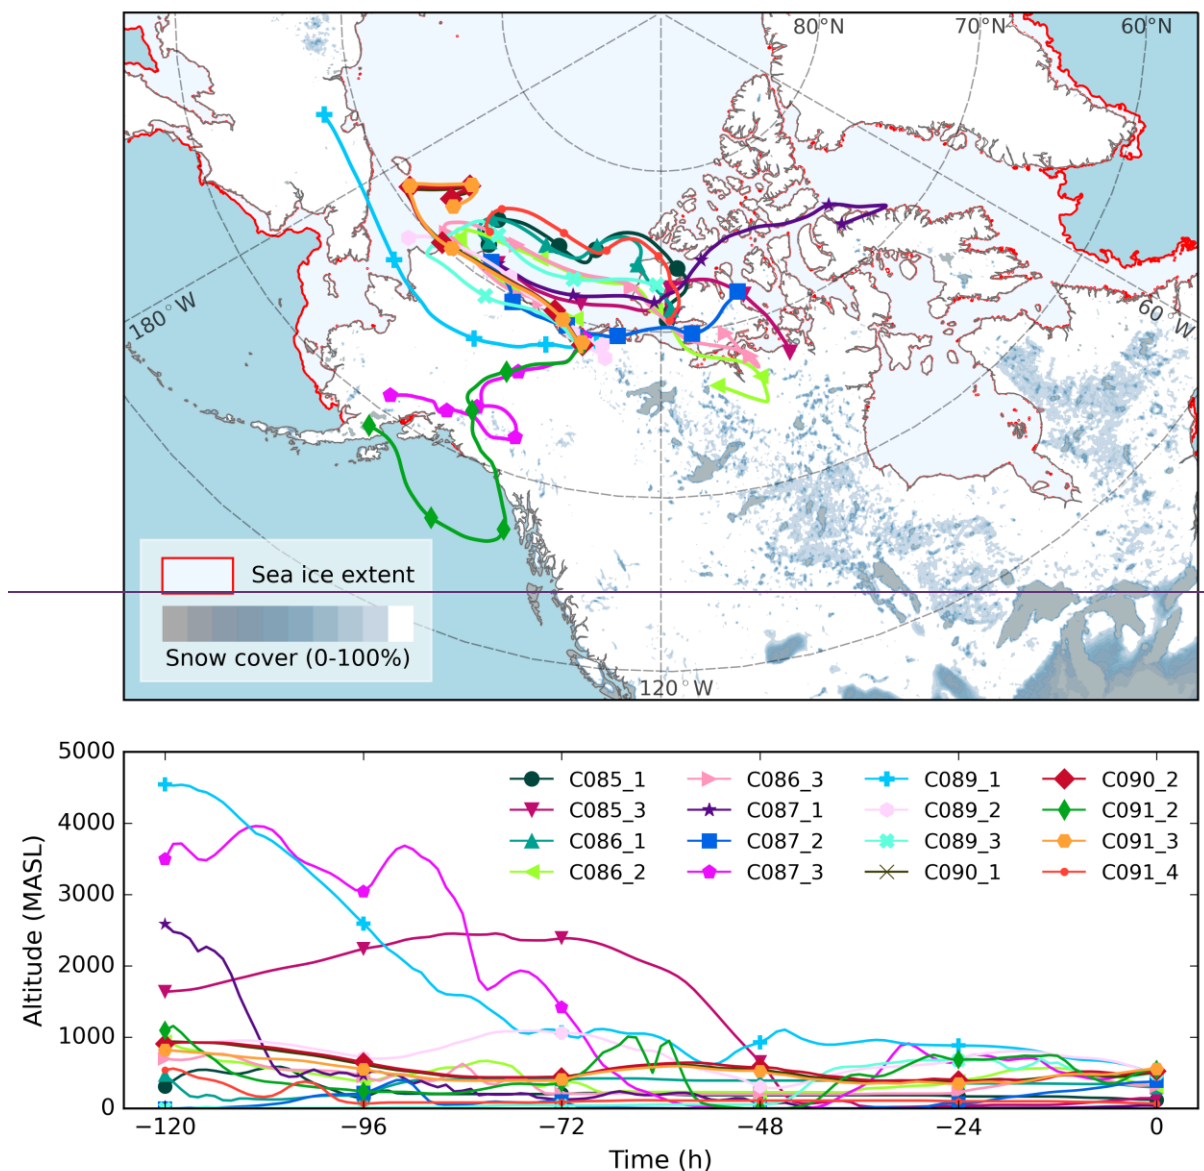 80°N
70°N
60°N
180°W
60°W
Sea ice extent
Snow cover (0-100%)
120°W
5000
4000
3000
2000
1000
0
Altitude (MASL)
C085_1
C086_3
C089_1
C090_2
C085_3
C087_1
C089_2
C091_2
C086_1
C087_2
C089_3
C091_3
C086_2
C087_3
C090_1
C091_4
−120
−96
−72
−48
−24
0
Time (h)